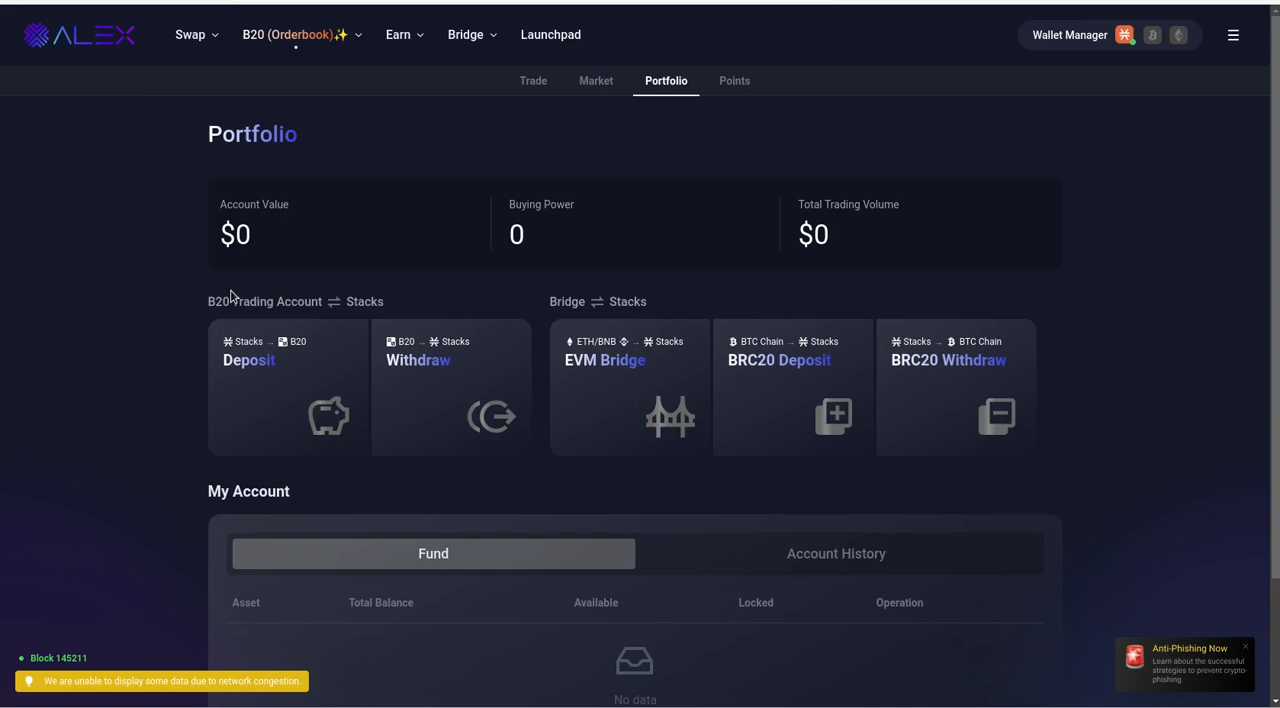 ALEX
Swap
B20 (Orderbook)✨
Earn
Bridge
Launchpad
Wallet Manager
Trade
Market
Portfolio
Points
Portfolio
Account Value
$0
Buying Power
0
Total Trading Volume
$0
B20 Trading Account ⇌ Stacks
Bridge ⇌ Stacks
Stacks → B20
Deposit
B20 → Stacks
Withdraw
ETH/BNB → Stacks
EVM Bridge
BTC Chain → Stacks
BRC20 Deposit
Stacks → BTC Chain
BRC20 Withdraw
My Account
Fund
Account History
Asset
Total Balance
Available
Locked
Operation
No data
Block 145211
We are unable to display some data due to network congestion.
Anti-Phishing Now
Learn about the successful
strategies to prevent crypto-
phishing